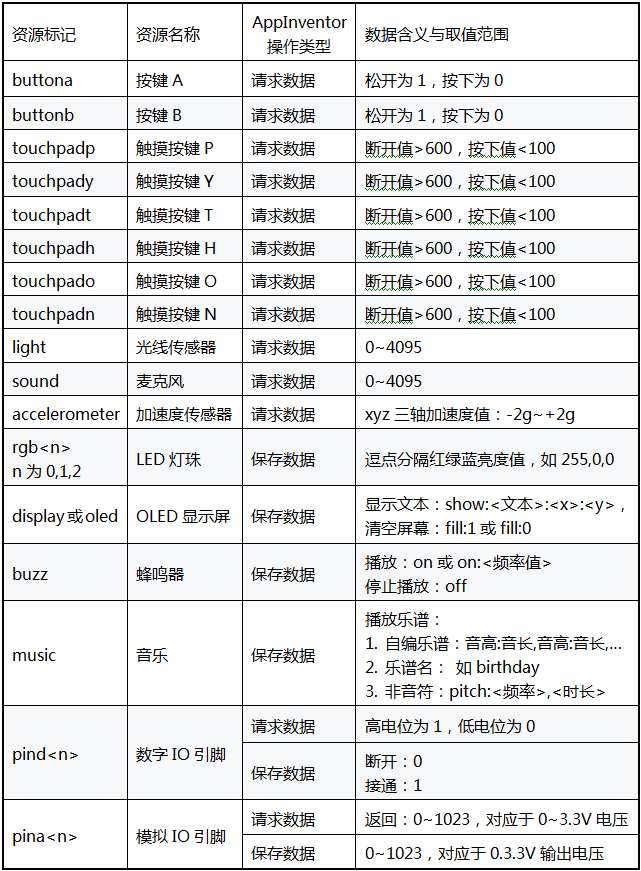 资源标记 资源名称 AppInventor 操作类型 数据含义与取值范围
buttona 按键 A 请求数据 松开为 1，按下为 0
buttonb 按键 B 请求数据 松开为 1，按下为 0
touchpadp 触摸按键 P 请求数据 断开值>600，按下值<100
touchpady 触摸按键 Y 请求数据 断开值>600，按下值<100
touchpadt 触摸按键 T 请求数据 断开值>600，按下值<100
touchpadh 触摸按键 H 请求数据 断开值>600，按下值<100
touchpado 触摸按键 O 请求数据 断开值>600，按下值<100
touchpadn 触摸按键 N 请求数据 断开值>600，按下值<100
light 光线传感器 请求数据 0~4095
sound 麦克风 请求数据 0~4095
accelerometer 加速度传感器 请求数据 xyz 三轴加速度值：-2g~+2g
rgb<n>
n 为 0,1,2
LED 灯珠 保存数据 逗点分隔红绿蓝亮度值，如 255,0,0
display 或 oled OLED 显示屏 保存数据
显示文本：show:<文本>:<x>:<y>，
清空屏幕：fill:1 或 fill:0
buzz 蜂鸣器 保存数据
播放：on 或 on:<频率值>
停止播放：off
music 音乐 保存数据
播放乐谱：
1. 自编乐谱：音高:音长,音高:音长,...
2. 乐谱名： 如 birthday
3. 非音符：pitch:<频率>,<时长>
pind<n> 数字 IO 引脚
请求数据 高电位为 1，低电位为 0
保存数据
断开：0
接通：1
pina<n> 模拟 IO 引脚
请求数据 返回：0~1023，对应于 0~3.3V 电压
保存数据 0~1023，对应于 0.3.3V 输出电压